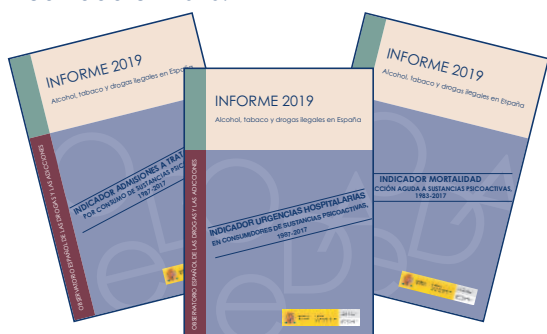 INFORME 2019
Alcohol, tabaco y drogas ilegales en España
INDICADOR ADMISIONES A
POR CONSUMO DE SUSTANCIAS
1987-2017
OBSERVATORIO ESPAÑOL DE LAS DROGAS Y LAS ADICCIONES
INFORME 2019
Alcohol, tabaco y drogas ilegales en España
INDICADOR URGENCIAS HOSPITALARIAS
EN CONSUMIDORES DE SUSTANCIAS PSICOACTIVAS,
1987-2017
OBSERVATORIO ESPAÑOL DE LAS DROGAS Y LAS ADICCIONES
INFORME 2019
Alcohol, tabaco y drogas ilegales en España
INDICADOR MORTALIDAD
CCIÓN AGUDA A SUSTANCIAS PSICOACTIVAS,
1983-2017